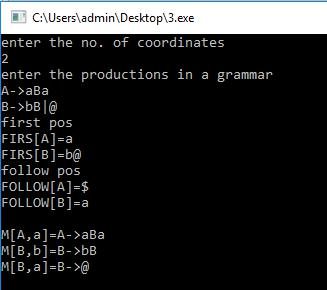 C:\Users\admin\Desktop\3.exe
enter the no. of coordinates
2
enter the productions in a grammar
A->aBa
B->bB|@
first pos
FIRS[A]=a
FIRS[B]=b@
follow pos
FOLLOW[A]=$
FOLLOW[B]=a
M[A,a]=A->aBa
M[B,b]=B->bB
M[B,a]=B->@